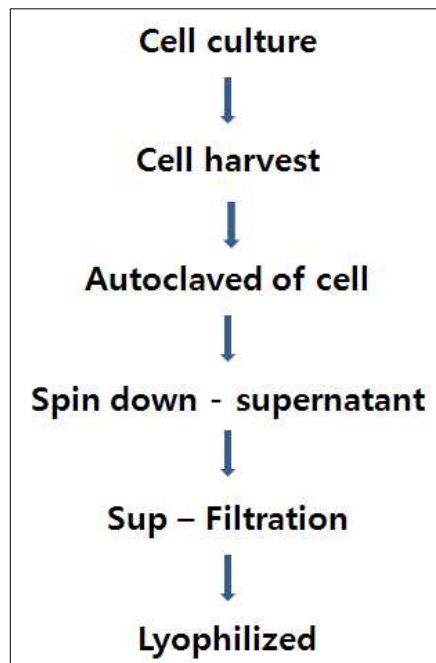 Cell culture
Cell harvest
Autoclaved of cell
Spin down - supernatant
Sup – Filtration
Lyophilized